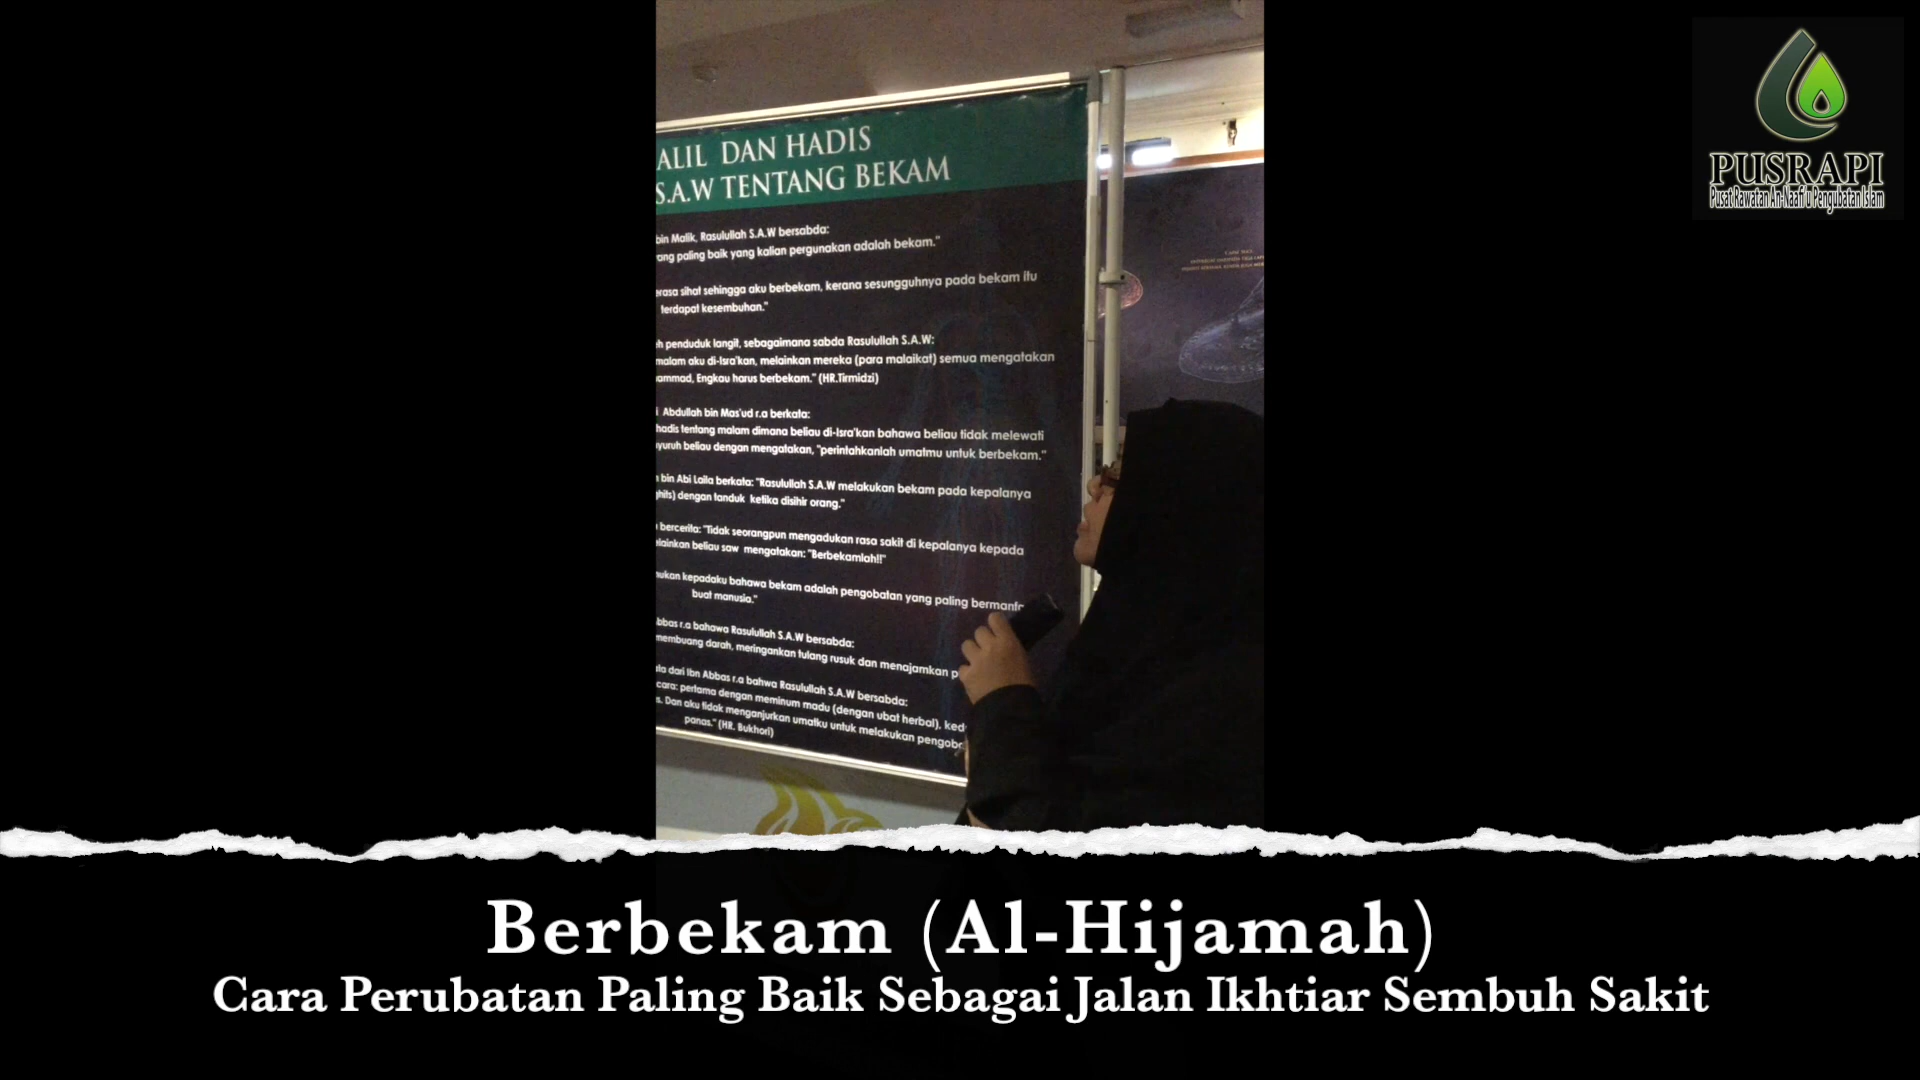 ALIL DAN HADIS
S.A.W TENTANG BEKAM
bin Malik, Rasulullah S.A.W bersabda:
ang paling baik yang kalian pergunakan adalah bekam."
erasa sihat sehingga aku berbekam, kerana sesungguhnya pada bekam itu
terdapat kesembuhan."
h penduduk langit, sebagaimana sabda Rasulullah S.A.W:
malam aku di-Isra'kan, melainkan mereka (para malaikat) semua mengatakan
ammad, Engkau harus berbekam." (HR.Tirmidzi)
i Abdullah bin Mas'ud r.a berkata:
hadis tentang malam dimana beliau di-Isra'kan bahawa beliau tidak melewati
yuruh beliau dengan mengatakan, "perintahkanlah umatmu untuk berbekam."
bin Abi Laila berkata: "Rasulullah S.A.W melakukan bekam pada kepalanya
ghits) dengan tanduk ketika disihir orang."
bercerita: "Tidak seorangpun mengadukan rasa sakit di kepalanya kepada
elainkan beliau saw mengatakan: "Berbekamlah!!"
ukan kepadaku bahawa bekam adalah pengobatan yang paling bermanfa
buat manusia."
bbas r.a bahawa Rasulullah S.A.W bersabda:
membuang darah, meringankan tulang rusuk dan menajamkan p
ata dari Ibn Abbas r.a bahwa Rasulullah S.A.W bersabda:
cara: pertama dengan meminum madu (dengan ubat herbal), ked
s. Dan aku tidak menganjurkan umatku untuk melakukan pengoba
panas." (HR. Bukhori)
PUSRAPI
Pusat Rawatan An-Naafi'u Pengubatan Islam
Berbekam (Al-Hijamah)
Cara Perubatan Paling Baik Sebagai Jalan Ikhtiar Sembuh Sakit